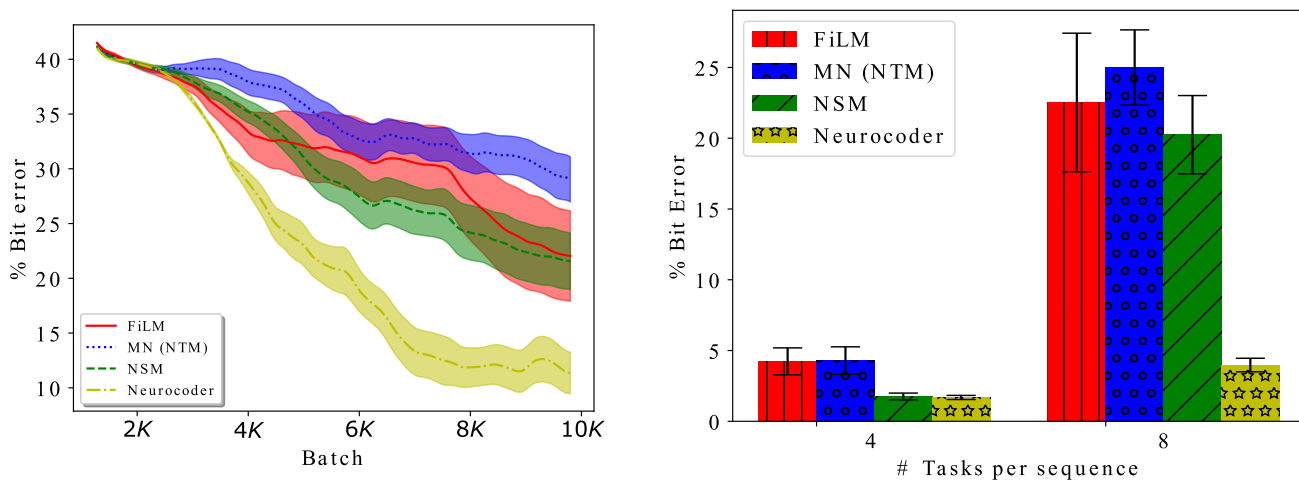 % Bit error
40
35
30
25
20
15
10
FiLM
MN (NTM)
NSM
Neurocoder
2K 4K 6K 8K 10K
Batch
% Bit Error
25
20
15
10
5
0
FiLM
MN (NTM)
NSM
Neurocoder
4 8
# Tasks per sequence